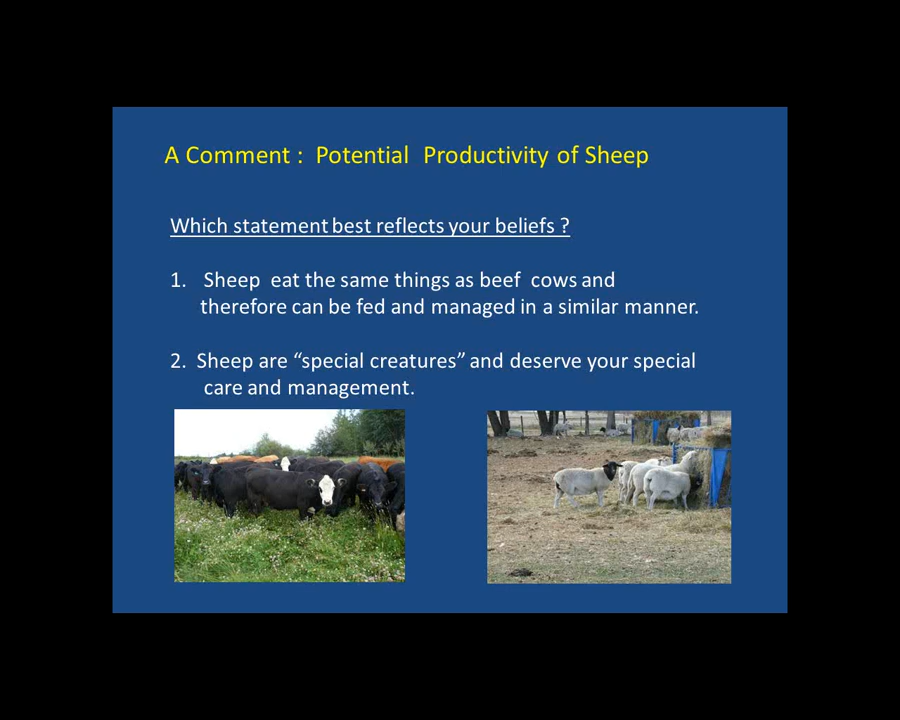 A Comment : Potential Productivity of Sheep
Which statement best reflects your beliefs ?
1. Sheep eat the same things as beef cows and
therefore can be fed and managed in a similar manner.
2. Sheep are “special creatures” and deserve your special
care and management.